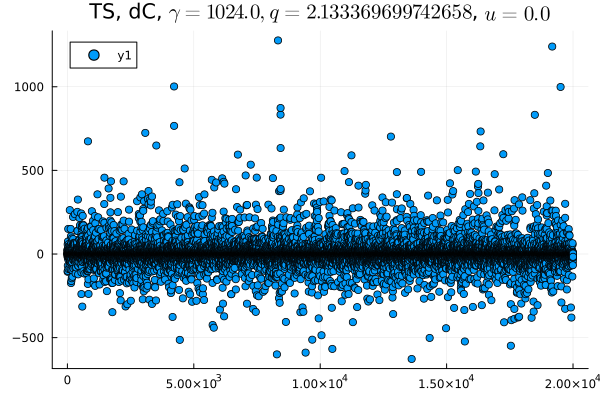 TS, dC, γ = 1024.0, q = 2.133369699742658, u = 0.0
y1
1000
500
0
−500
0 5.00×10³ 1.00×10⁴ 1.50×10⁴ 2.00×10⁴